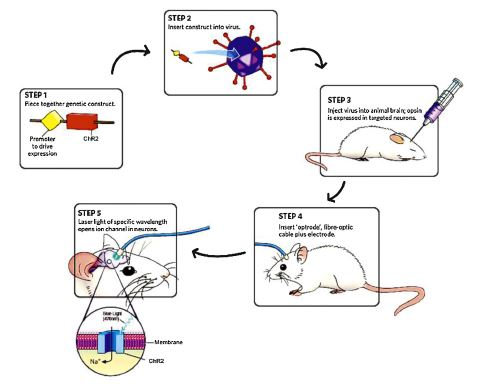 STEP 1
Piece together genetic construct.
Promoter
to drive
expression
ChR2
STEP 2
Insert construct into virus.
STEP 3
Inject virus into animal brain; opsin
is expressed in targeted neurons.
STEP 4
Insert 'optrode', fibre-optic
cable plus electrode.
STEP 5
Laser light of specific wavelength
opens ion channel in neurons.
Blue Light
(470nm)
Membrane
ChR2
Na⁺